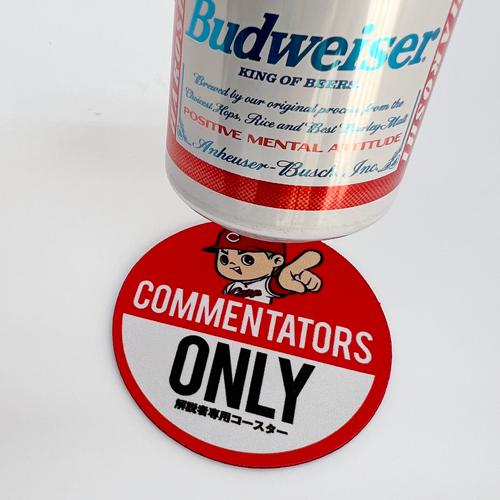 Budweiser
KING OF BEERS
Brewed by our original process from the
Choicest Hops, Rice and Best Barley Malt
POSITIVE MENTAL ATTITUDE
Anheuser-Busch, Inc.
C
Carp
COMMENTATORS
ONLY
解説者専用コースター